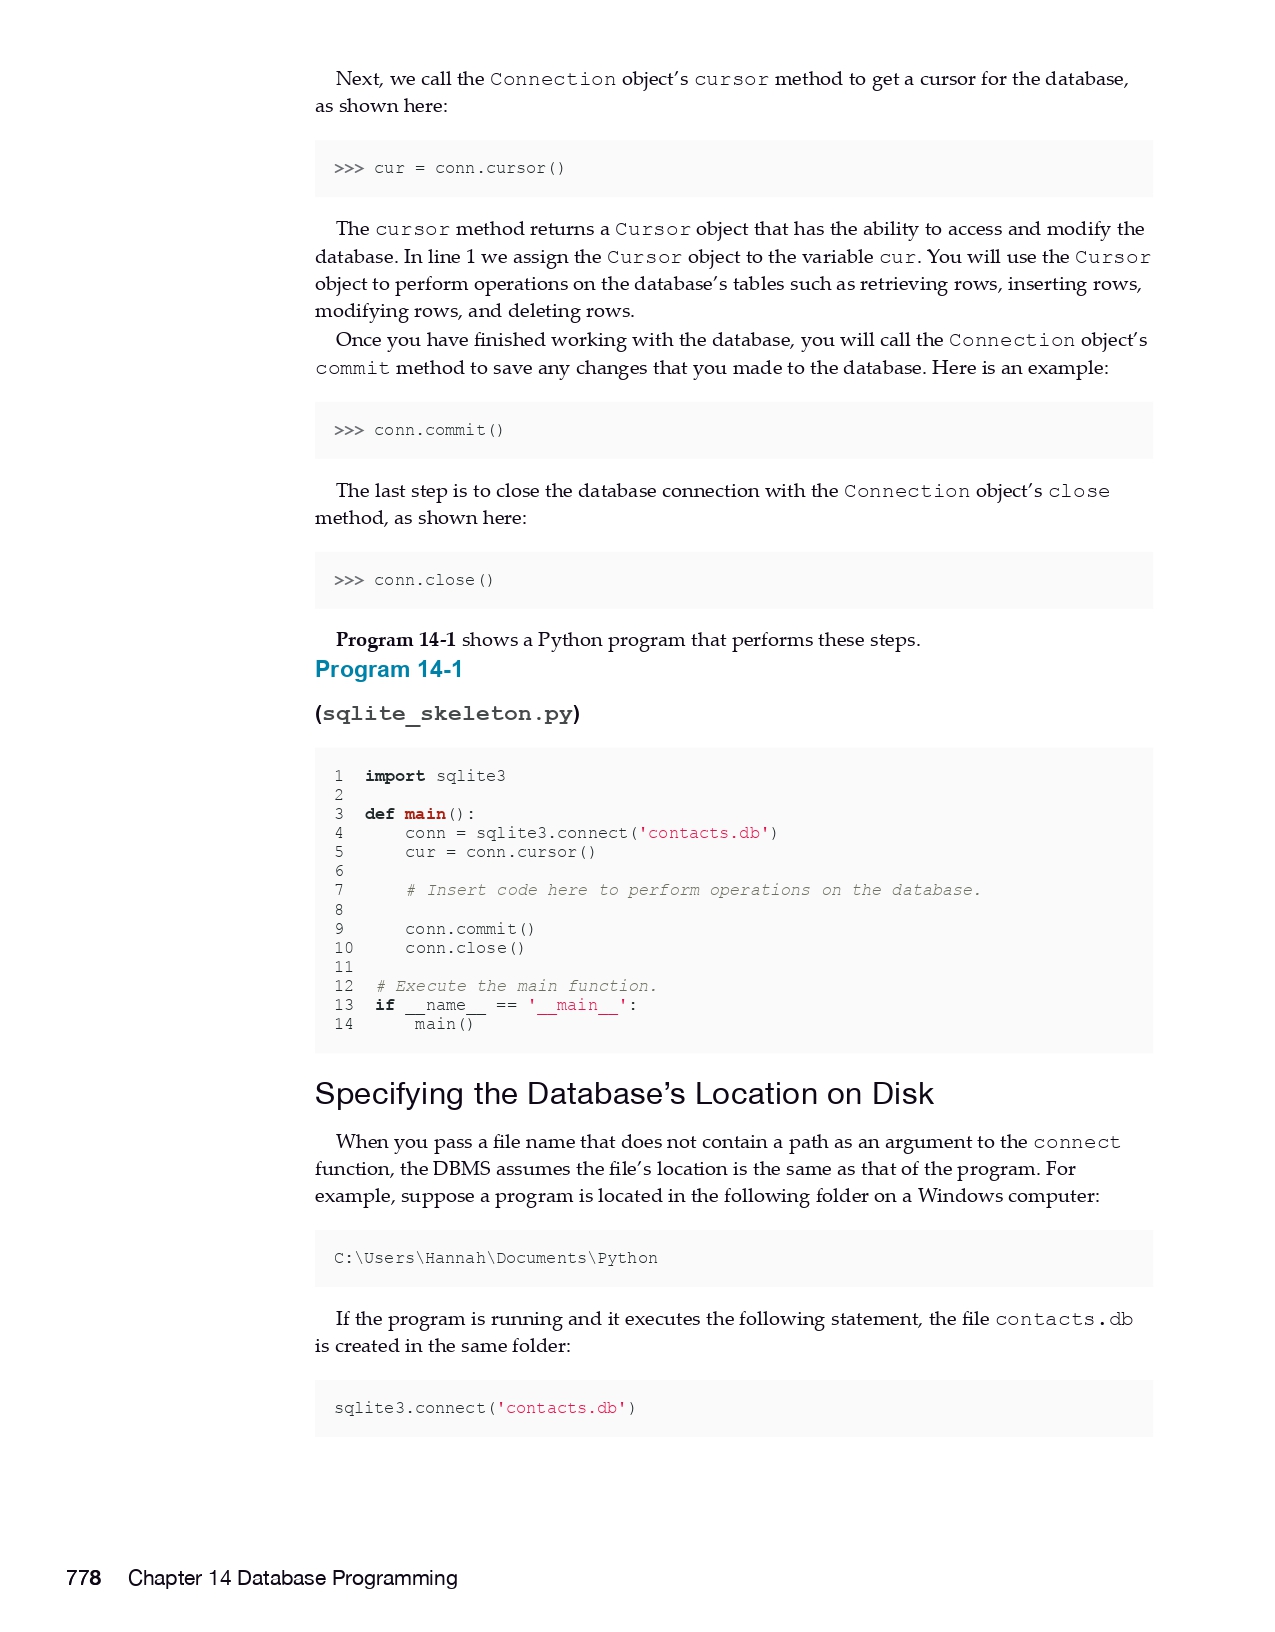 Next, we call the Connection object’s cursor method to get a cursor for the database,
as shown here:
>>> cur = conn.cursor()
The cursor method returns a Cursor object that has the ability to access and modify the
database. In line 1 we assign the Cursor object to the variable cur. You will use the Cursor
object to perform operations on the database’s tables such as retrieving rows, inserting rows,
modifying rows, and deleting rows.
Once you have finished working with the database, you will call the Connection object’s
commit method to save any changes that you made to the database. Here is an example:
>>> conn.commit()
The last step is to close the database connection with the Connection object’s close
method, as shown here:
>>> conn.close()
Program 14-1 shows a Python program that performs these steps.
Program 14-1
(sqlite_skeleton.py)
1  import sqlite3
2
3  def main():
4      conn = sqlite3.connect('contacts.db')
5      cur = conn.cursor()
6
7      # Insert code here to perform operations on the database.
8
9      conn.commit()
10     conn.close()
11
12  # Execute the main function.
13  if __name__ == '__main__':
14      main()
Specifying the Database’s Location on Disk
When you pass a file name that does not contain a path as an argument to the connect
function, the DBMS assumes the file’s location is the same as that of the program. For
example, suppose a program is located in the following folder on a Windows computer:
C:\Users\Hannah\Documents\Python
If the program is running and it executes the following statement, the file contacts.db
is created in the same folder:
sqlite3.connect('contacts.db')
778 Chapter 14 Database Programming